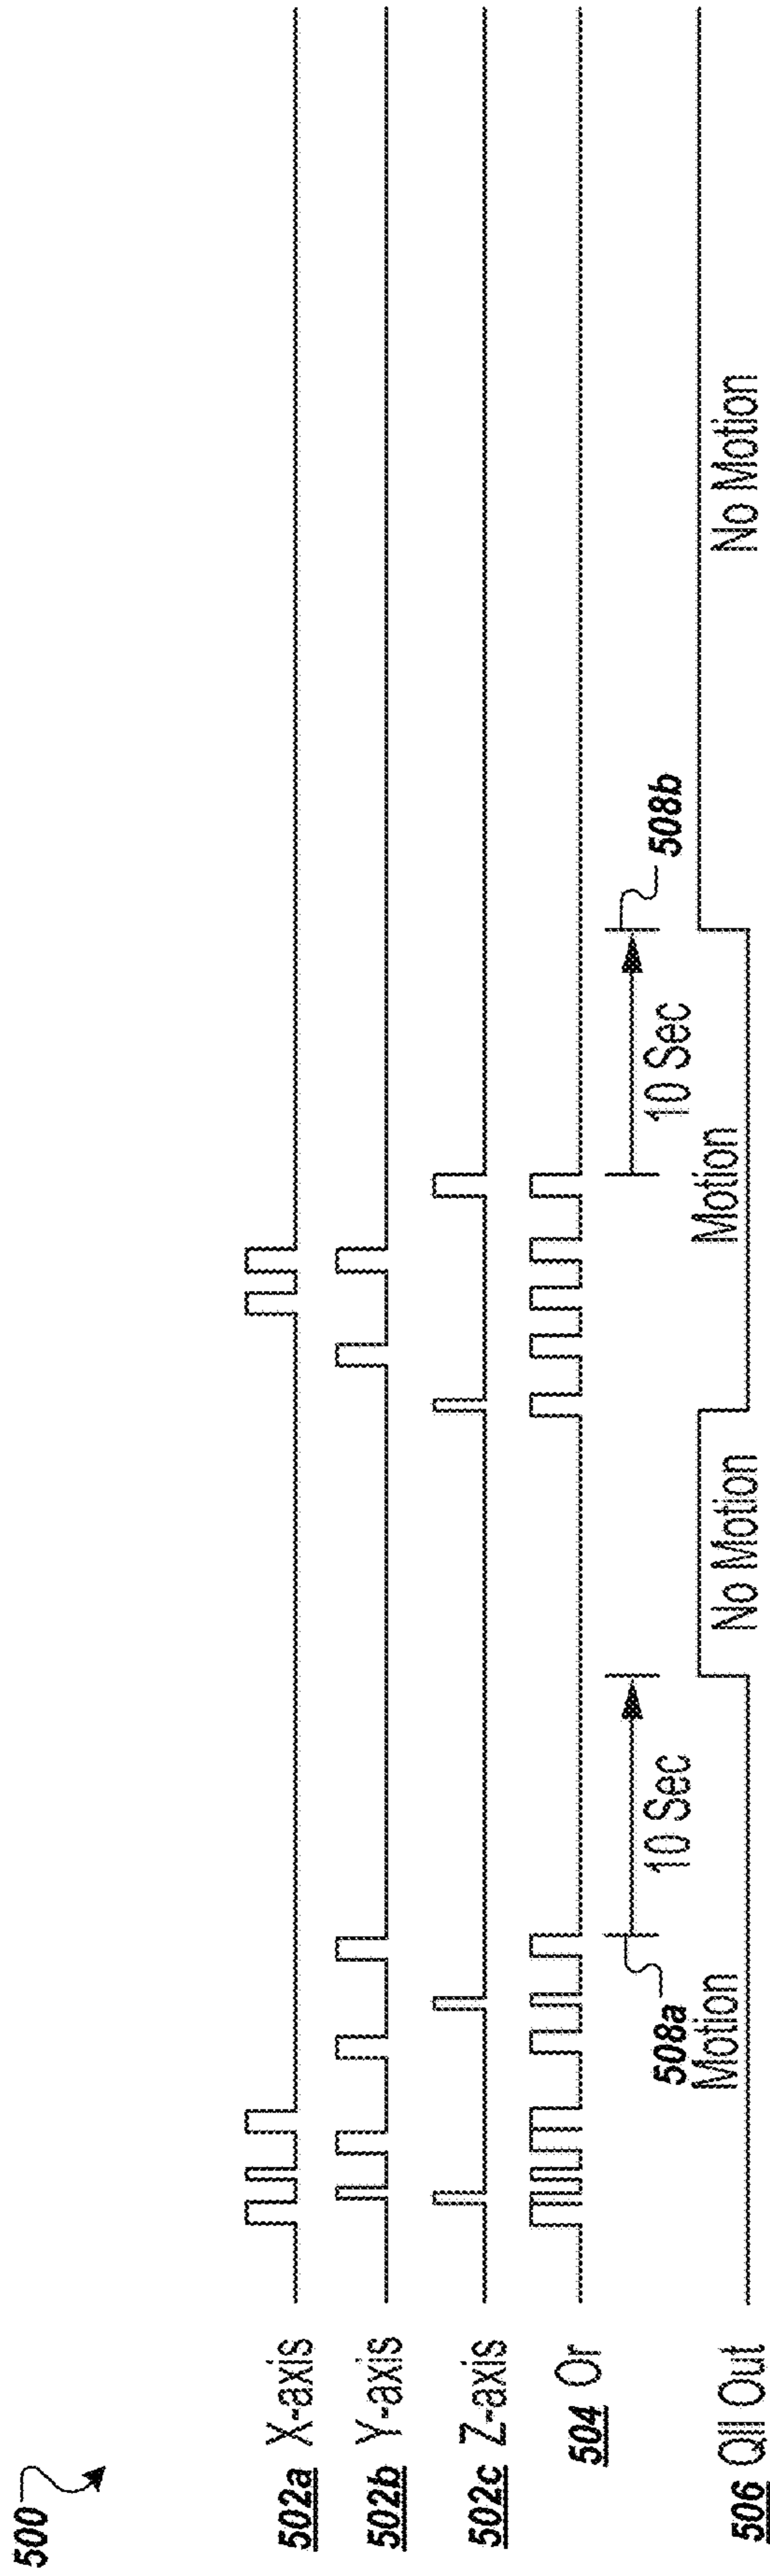 500
502a X-axis
502b Y-axis
502c Z-axis
504 Or
508a
10 Sec
10 Sec
508b
Motion
No Motion
Motion
No Motion
506 QII Out